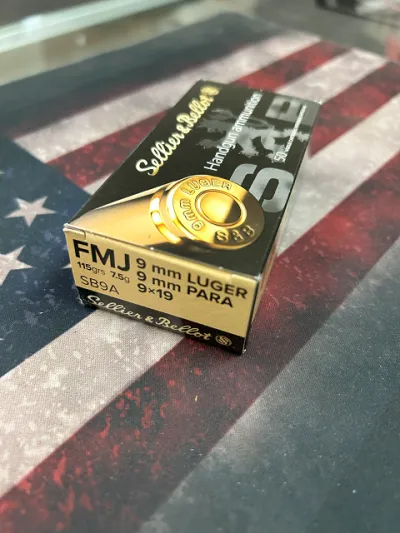 Sellier & Bellot
Handgun ammunition
S&B
50
9mm LUGER
S&B
FMJ
115grs 7.5g
SB9A
9 mm LUGER
9 mm PARA
9×19
Sellier & Bellot
S